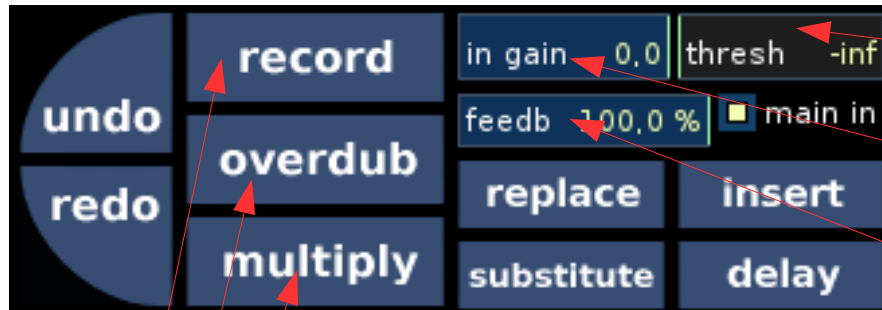 undo
redo
record
overdub
multiply
in gain 0,0
thresh -inf
feedb 100,0 %
main in
replace
insert
substitute
delay